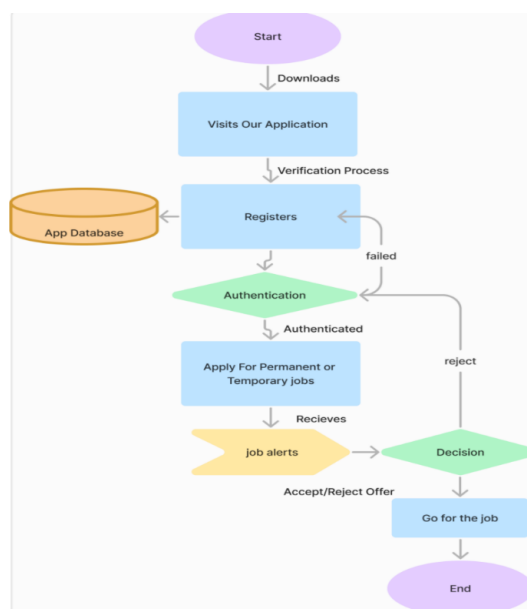 Start
Downloads
Visits Our Application
Verification Process
Registers
App Database
failed
Authentication
Authenticated
reject
Apply For Permanent or
Temporary jobs
Recieves
job alerts
Decision
Accept/Reject Offer
Go for the job
End